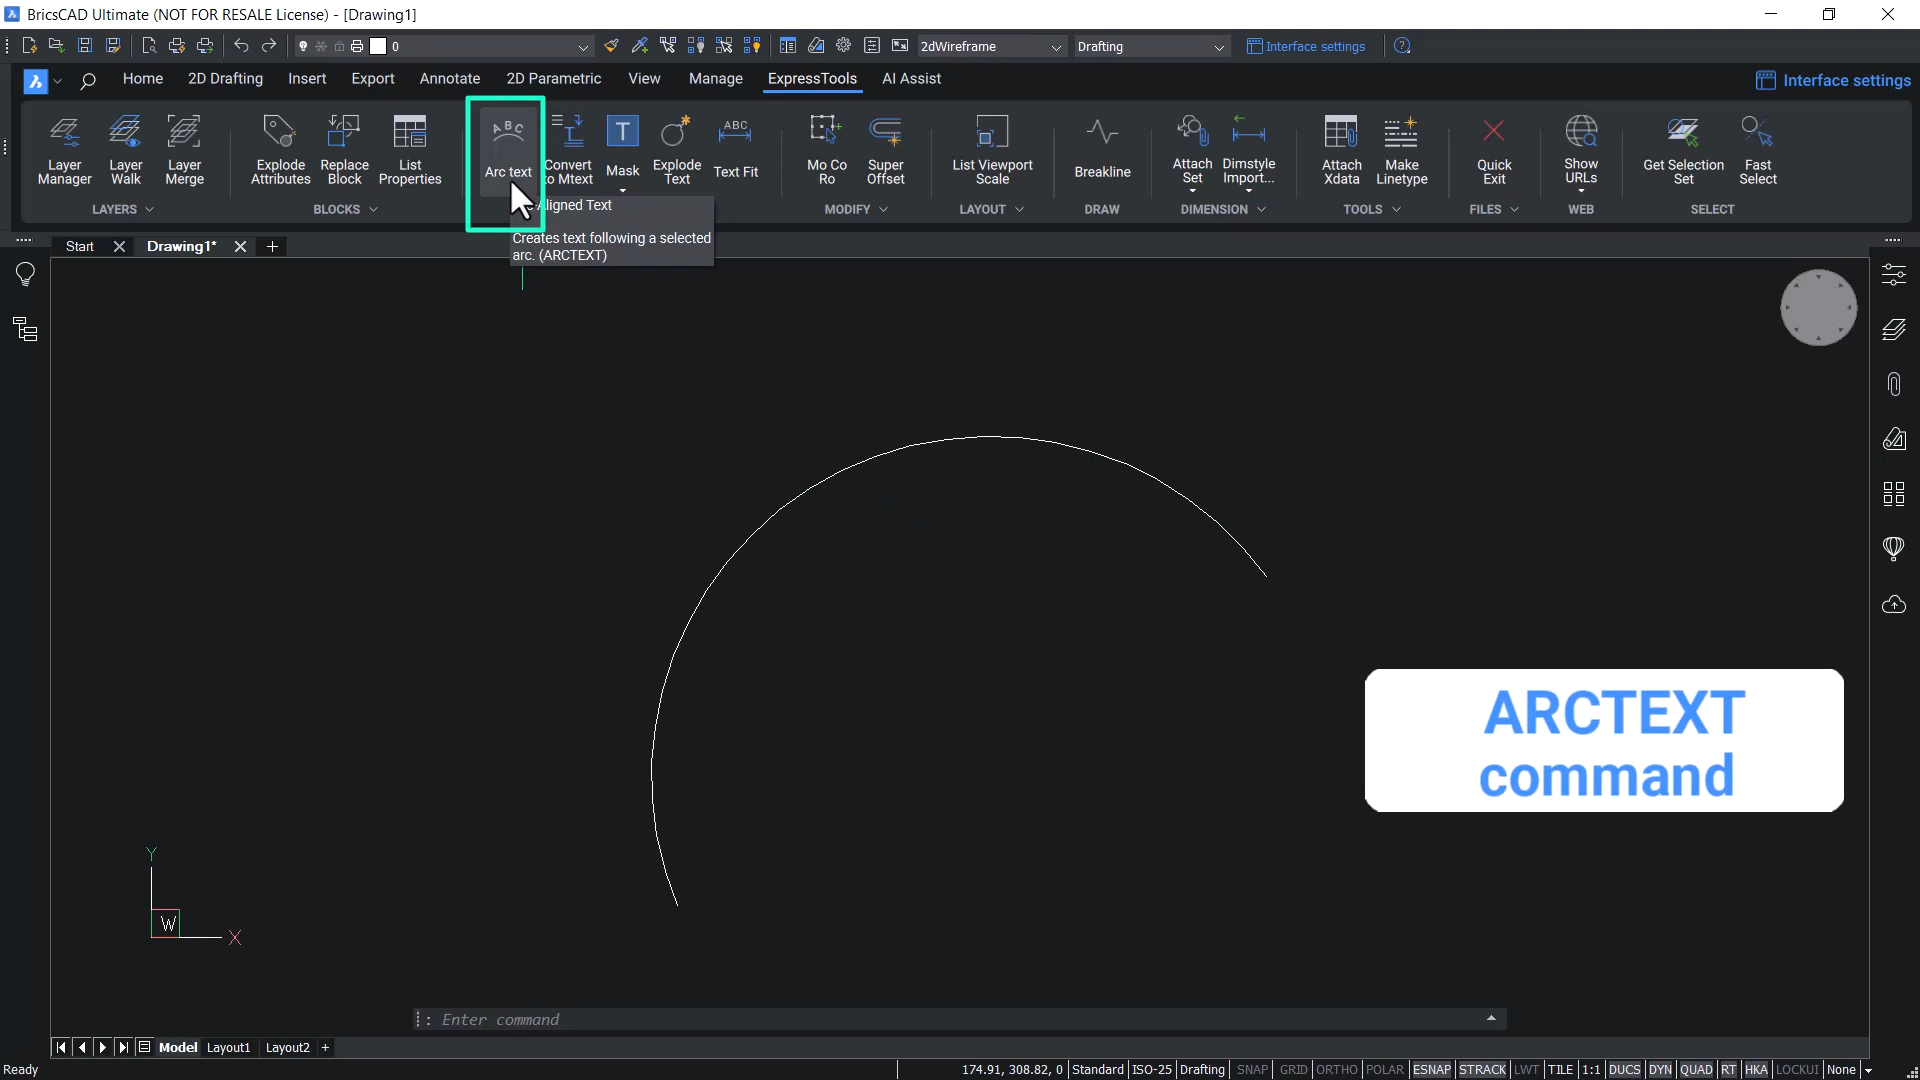 BricsCAD Ultimate (NOT FOR RESALE License) - [Drawing1]
0
2dWireframe
Drafting
Interface settings
Home
2D Drafting
Insert
Export
Annotate
2D Parametric
View
Manage
ExpressTools
AI Assist
Interface settings
Layer
Manager
Layer
Walk
Layer
Merge
LAYERS
Explode
Attributes
Replace
Block
List
Properties
BLOCKS
ABC
Arc text
Convert
to Mtext
T
Mask
Explode
Text
ABC
Text Fit
Mo Co
Ro
Super
Offset
MODIFY
List Viewport
Scale
LAYOUT
Breakline
DRAW
Attach
Set
Dimstyle
Import...
DIMENSION
Attach
Xdata
Make
Linetype
TOOLS
Quick
Exit
FILES
Show
URLs
WEB
Get Selection
Set
Fast
Select
SELECT
Aligned Text
Creates text following a selected
arc. (ARCTEXT)
Start
Drawing1*
ARCTEXT
command
Y
W
X
: Enter command
Model
Layout1
Layout2
+
Ready
174.91, 308.82, 0
Standard
ISO-25
Drafting
SNAP
GRID
ORTHO
POLAR
ESNAP
STRACK
LWT
TILE
1:1
DUCS
DYN
QUAD
RT
HKA
LOCKUI
None